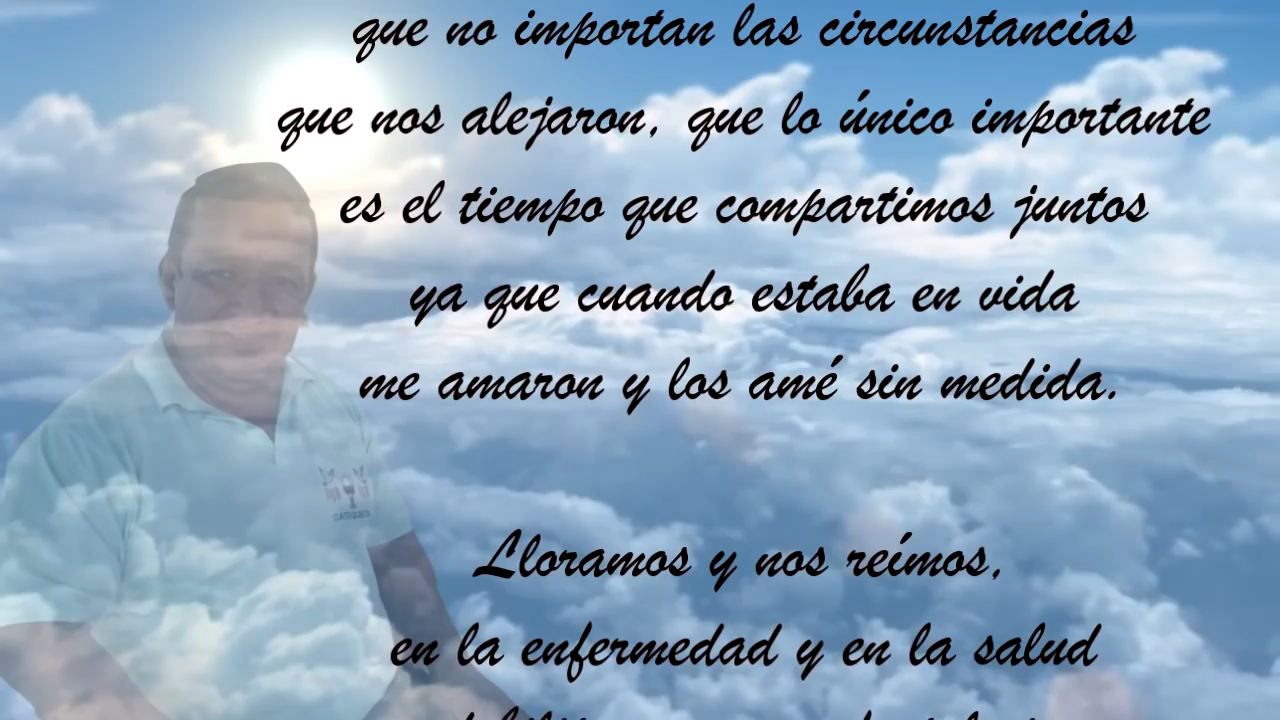 que no importan las circunstancias
que nos alejaron, que lo único importante
es el tiempo que compartimos juntos
ya que cuando estaba en vida
me amaron y los amé sin medida.
Lloramos y nos reímos,
en la enfermedad y en la salud
CATEQUISTA